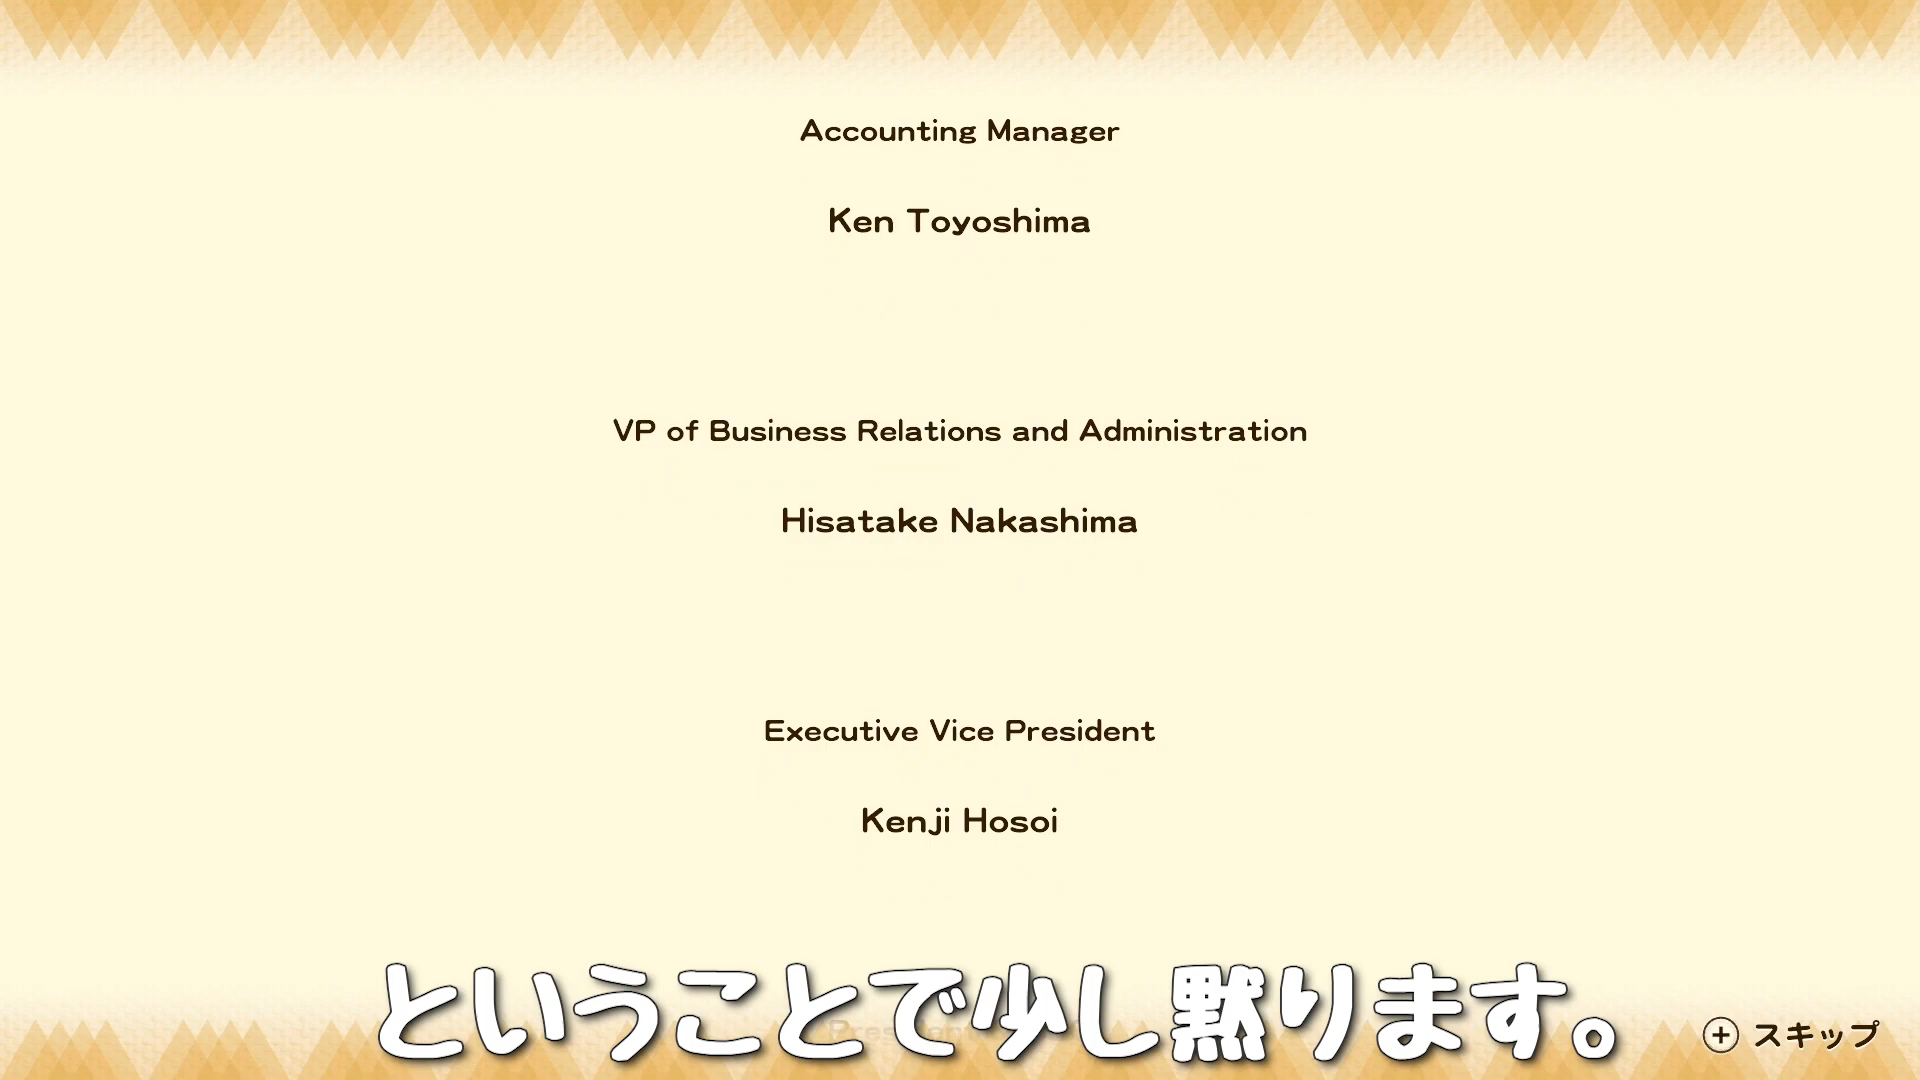 Accounting Manager
Ken Toyoshima
VP of Business Relations and Administration
Hisatake Nakashima
Executive Vice President
Kenji Hosoi
ということで少し黙ります。
+ スキップ